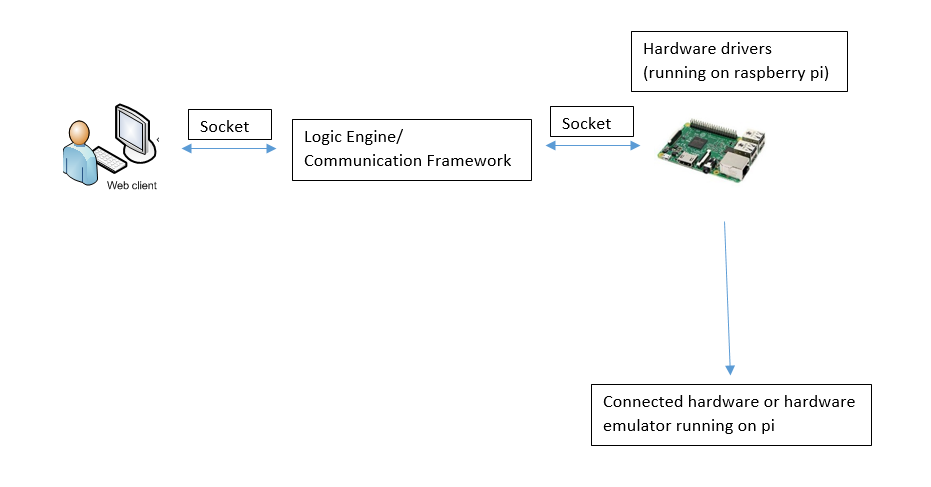 Hardware drivers
(running on raspberry pi)
Socket
Socket
Logic Engine/
Communication Framework
Web client
Connected hardware or hardware
emulator running on pi